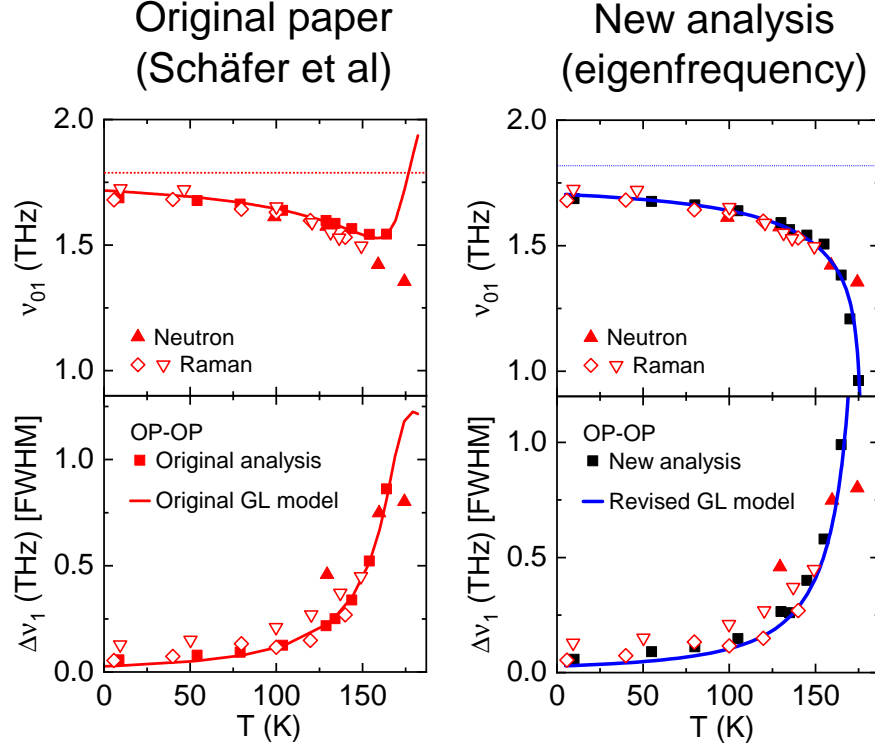 Original paper
(Schäfer et al)
New analysis
(eigenfrequency)
2.0
1.5
1.0
ν01 (THz)
Neutron
Raman
2.0
1.5
1.0
ν01 (THz)
Neutron
Raman
1.0
0.5
0.0
Δν1 (THz) [FWHM]
OP-OP
Original analysis
Original GL model
0 50 100 150
T (K)
1.0
0.5
0.0
Δν1 (THz) [FWHM]
OP-OP
New analysis
Revised GL model
0 50 100 150
T (K)